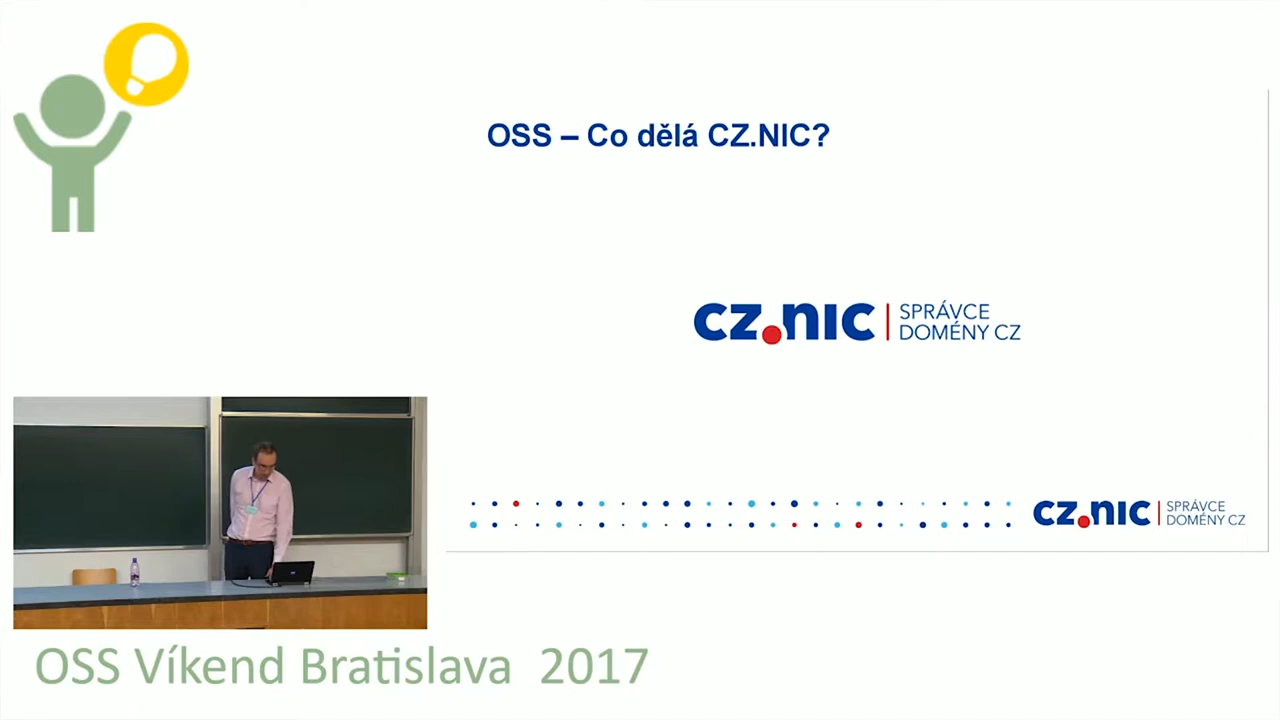 OSS – Co dělá CZ.NIC?
cz.nic | SPRÁVCE
DOMÉNY CZ
cz.nic | SPRÁVCE
DOMÉNY CZ
OSS Víkend Bratislava 2017